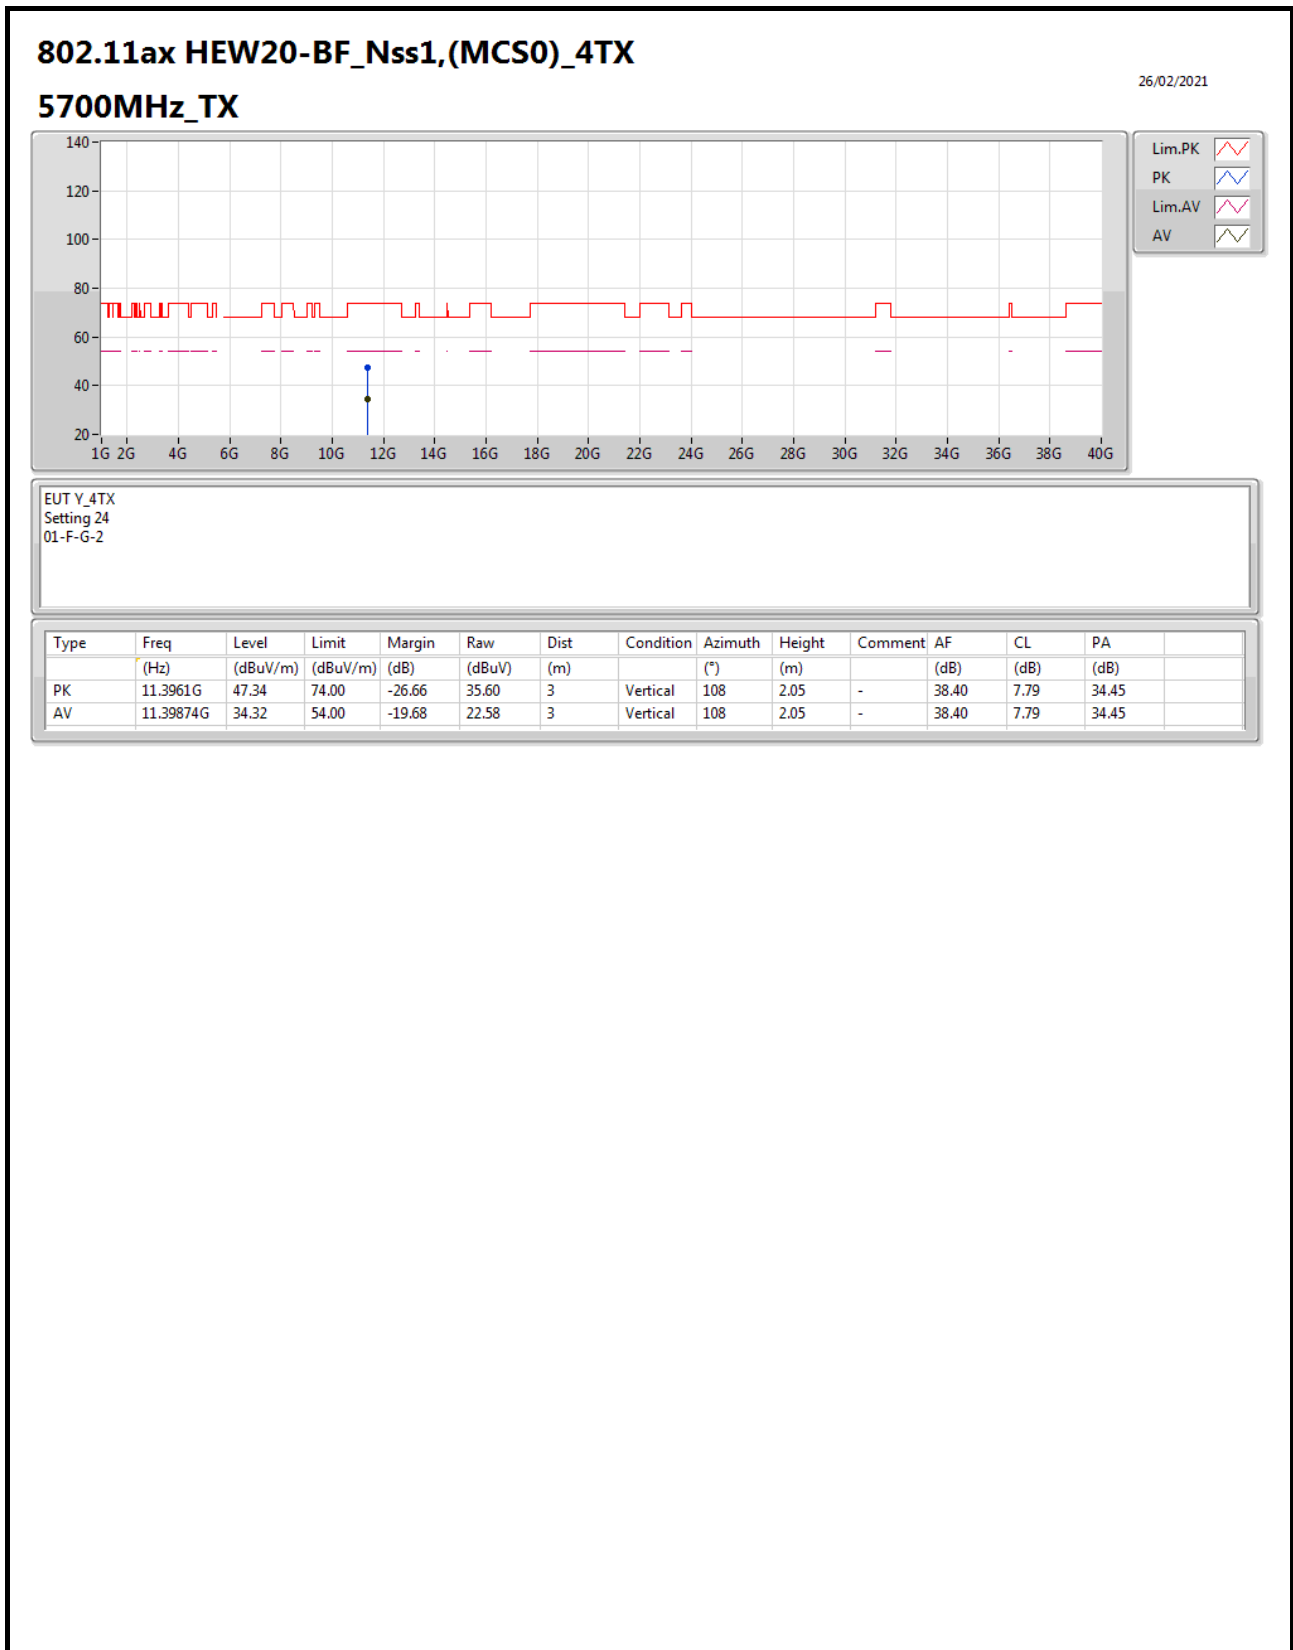 802.11ax HEW20-BF_Nss1,(MCS0)_4TX
26/02/2021
5700MHz_TX
140
120
100
80
60
40
20
1G 2G 4G 6G 8G 10G 12G 14G 16G 18G 20G 22G 24G 26G 28G 30G 32G 34G 36G 38G 40G
Lim.PK
PK
Lim.AV
AV
EUT Y_4TX
Setting 24
01-F-G-2
Type Freq Level Limit Margin Raw Dist Condition Azimuth Height Comment AF CL PA
(Hz) (dBuV/m) (dBuV/m) (dB) (dBuV) (m) (°) (m) (dB) (dB) (dB)
PK 11.3961G 47.34 74.00 -26.66 35.60 3 Vertical 108 2.05 - 38.40 7.79 34.45
AV 11.39874G 34.32 54.00 -19.68 22.58 3 Vertical 108 2.05 - 38.40 7.79 34.45